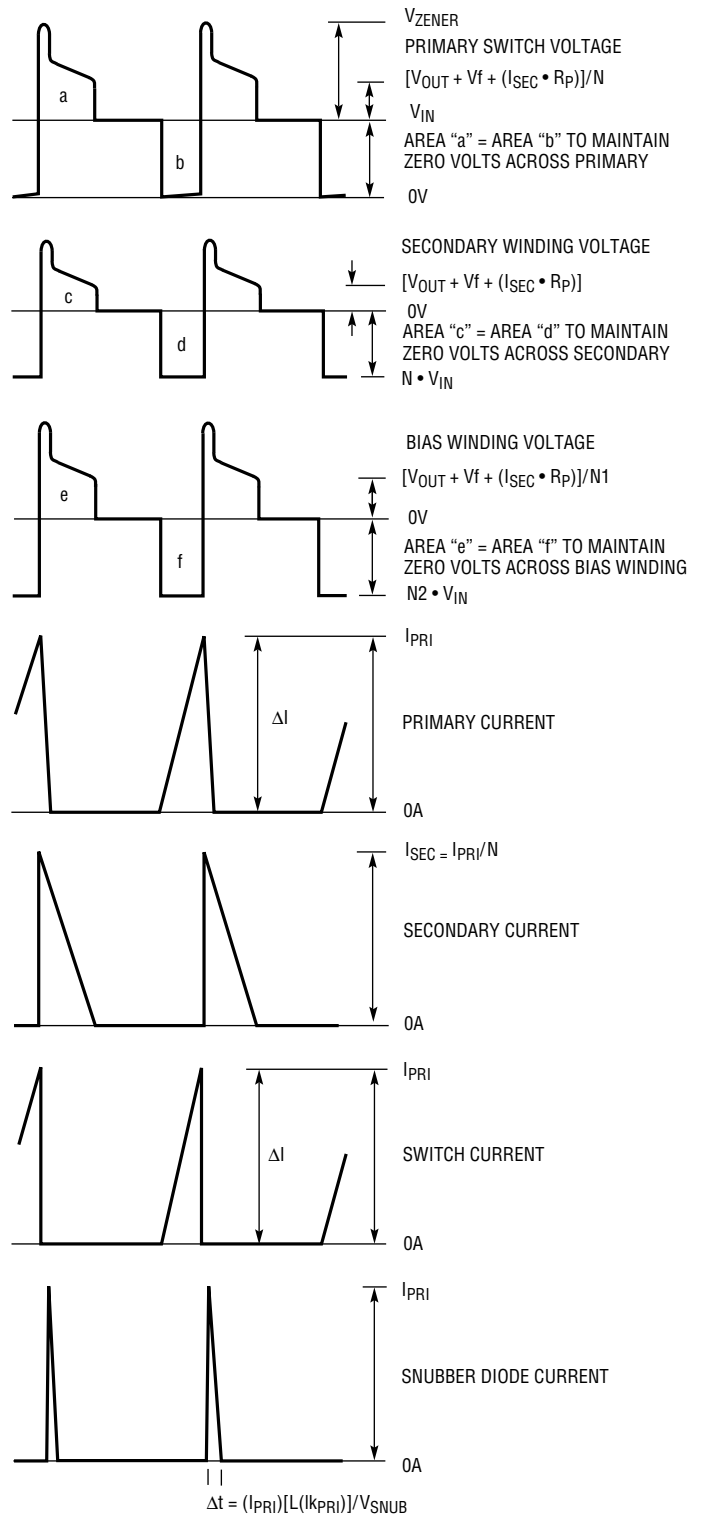 V_ZENER
PRIMARY SWITCH VOLTAGE
[V_OUT + Vf + (I_SEC • R_P)]/N
a
V_IN
AREA “a” = AREA “b” TO MAINTAIN
b
ZERO VOLTS ACROSS PRIMARY
0V
SECONDARY WINDING VOLTAGE
[V_OUT + Vf + (I_SEC • R_P)]
c
0V
AREA “c” = AREA “d” TO MAINTAIN
d
ZERO VOLTS ACROSS SECONDARY
N • V_IN
BIAS WINDING VOLTAGE
[V_OUT + Vf + (I_SEC • R_P)]/N1
e
0V
AREA “e” = AREA “f” TO MAINTAIN
f
ZERO VOLTS ACROSS BIAS WINDING
N2 • V_IN
I_PRI
ΔI
PRIMARY CURRENT
0A
I_SEC = I_PRI/N
SECONDARY CURRENT
0A
I_PRI
ΔI
SWITCH CURRENT
0A
I_PRI
SNUBBER DIODE CURRENT
0A
Δt = (I_PRI)[L(lk_PRI)]/V_SNUB